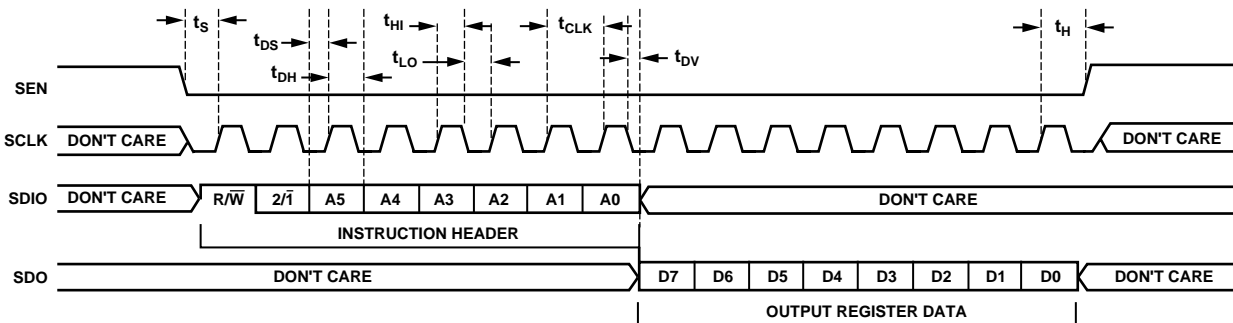 tS
tDS
tDH
tHI
tLO
tCLK
tDV
tH
SEN
SCLK DON'T CARE DON'T CARE
SDIO DON'T CARE R/W̅ 2/1̅ A5 A4 A3 A2 A1 A0 DON'T CARE
INSTRUCTION HEADER
SDO DON'T CARE D7 D6 D5 D4 D3 D2 D1 D0 DON'T CARE
OUTPUT REGISTER DATA